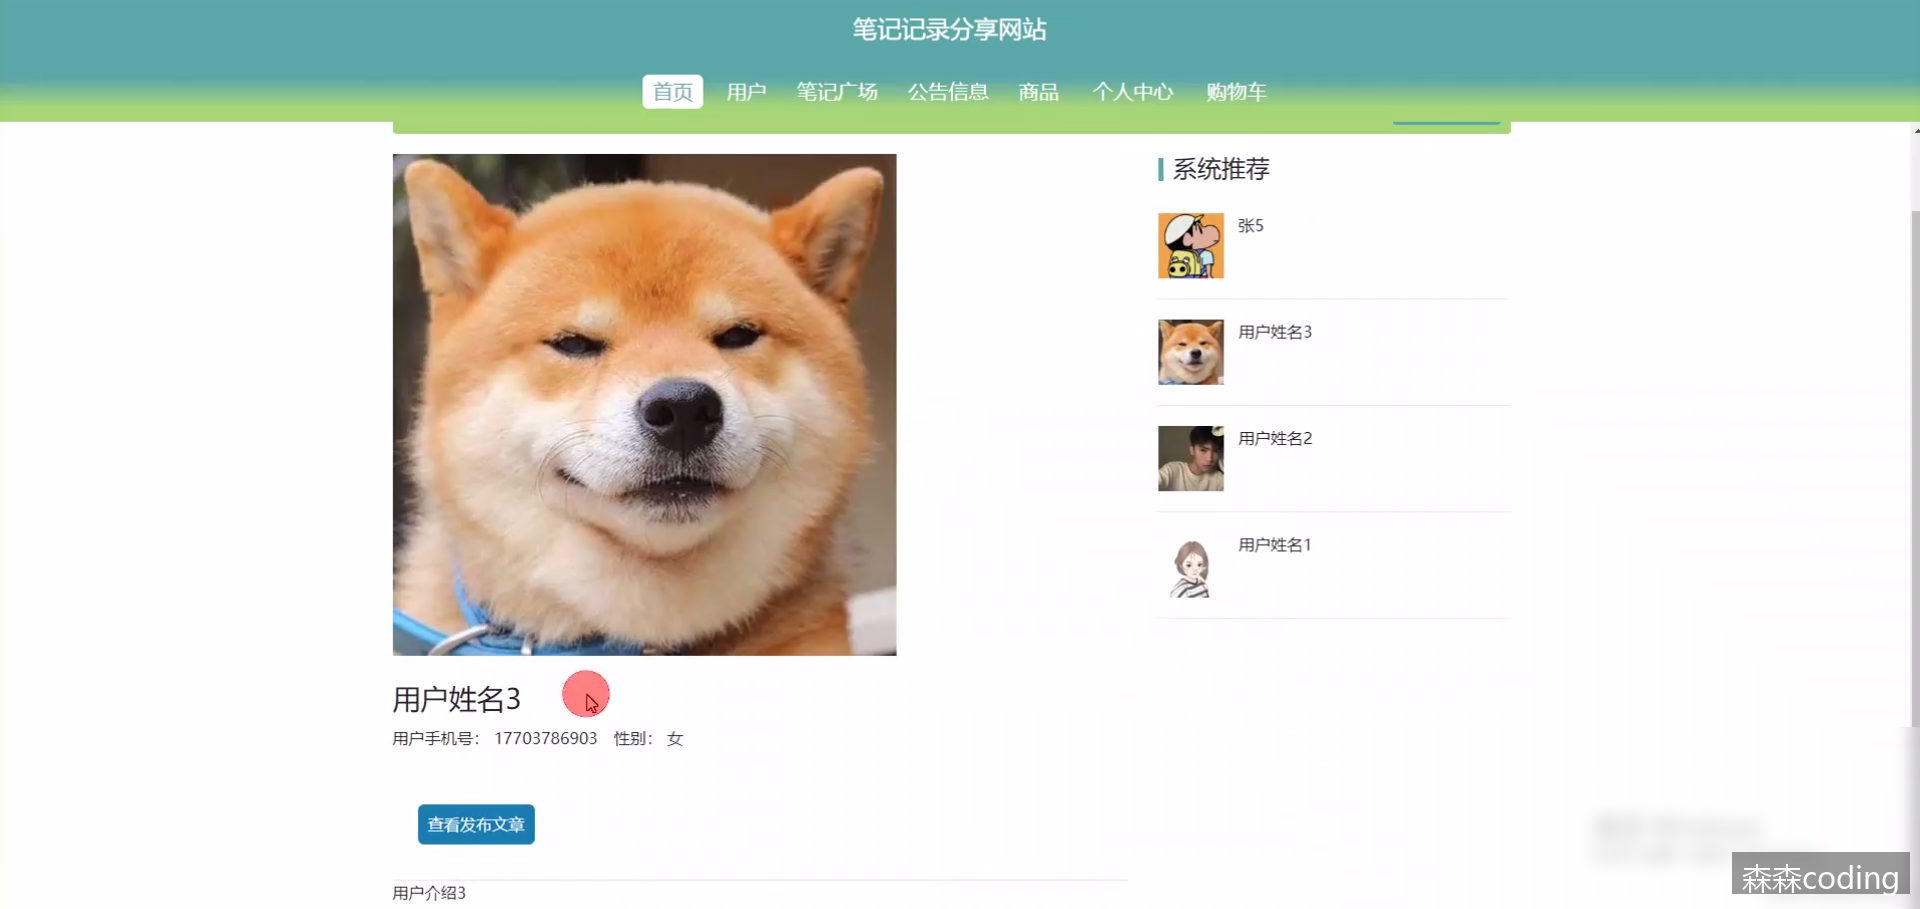 笔记记录分享网站
首页 用户 笔记广场 公告信息 商品 个人中心 购物车
系统推荐
张5
用户姓名3
用户姓名2
用户姓名1
用户姓名3
用户手机号： 17703786903 性别： 女
查看发布文章
用户介绍3
森森coding